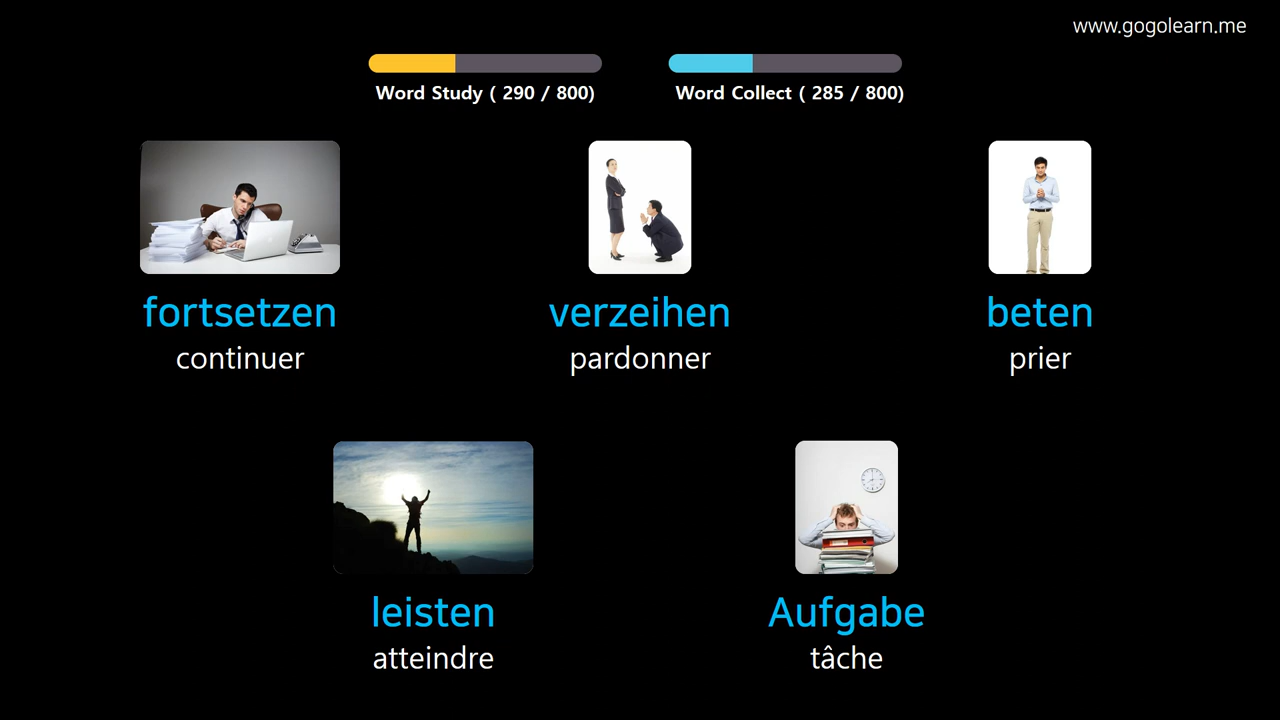 www.gogolearn.me
Word Study ( 290 / 800)
Word Collect ( 285 / 800)
fortsetzen
continuer
verzeihen
pardonner
beten
prier
leisten
atteindre
Aufgabe
tâche